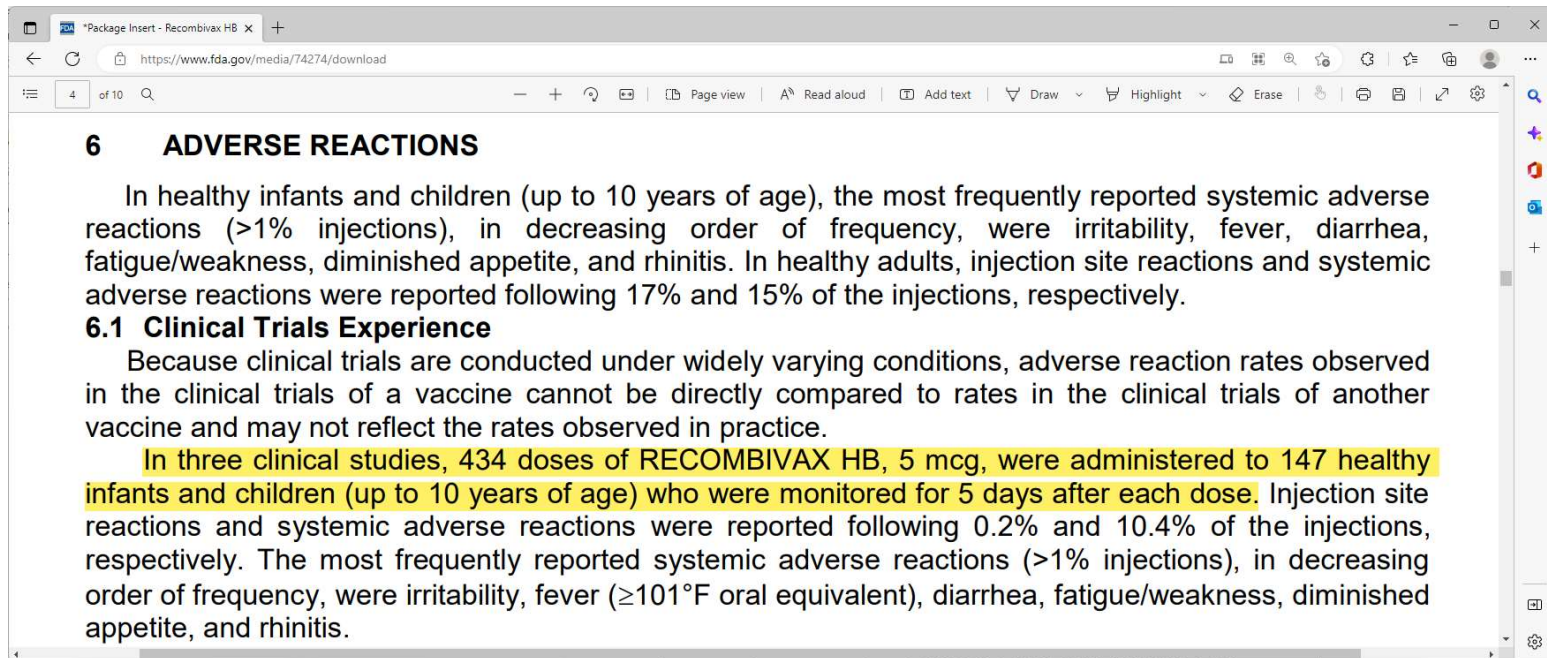 *Package Insert - Recombivax HB
https://www.fda.gov/media/74274/download
4 of 10 Page view Read aloud Add text Draw Highlight Erase
6 ADVERSE REACTIONS
In healthy infants and children (up to 10 years of age), the most frequently reported systemic adverse
reactions (>1% injections), in decreasing order of frequency, were irritability, fever, diarrhea,
fatigue/weakness, diminished appetite, and rhinitis. In healthy adults, injection site reactions and systemic
adverse reactions were reported following 17% and 15% of the injections, respectively.
6.1 Clinical Trials Experience
Because clinical trials are conducted under widely varying conditions, adverse reaction rates observed
in the clinical trials of a vaccine cannot be directly compared to rates in the clinical trials of another
vaccine and may not reflect the rates observed in practice.
In three clinical studies, 434 doses of RECOMBIVAX HB, 5 mcg, were administered to 147 healthy
infants and children (up to 10 years of age) who were monitored for 5 days after each dose. Injection site
reactions and systemic adverse reactions were reported following 0.2% and 10.4% of the injections,
respectively. The most frequently reported systemic adverse reactions (>1% injections), in decreasing
order of frequency, were irritability, fever (≥101°F oral equivalent), diarrhea, fatigue/weakness, diminished
appetite, and rhinitis.